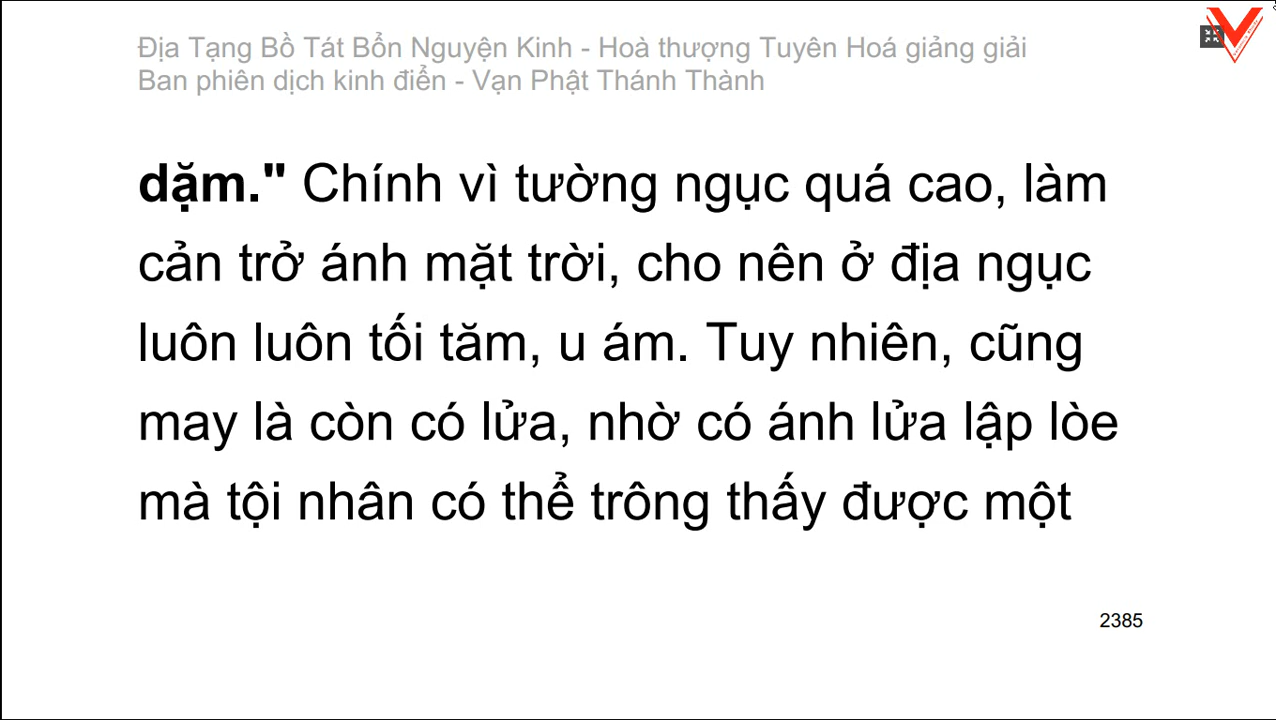 Địa Tạng Bồ Tát Bổn Nguyện Kinh - Hoà thượng Tuyên Hoá giảng giải
Ban phiên dịch kinh điển - Vạn Phật Thánh Thành
dặm." Chính vì tường ngục quá cao, làm
cản trở ánh mặt trời, cho nên ở địa ngục
luôn luôn tối tăm, u ám. Tuy nhiên, cũng
may là còn có lửa, nhờ có ánh lửa lập lòe
mà tội nhân có thể trông thấy được một
2385